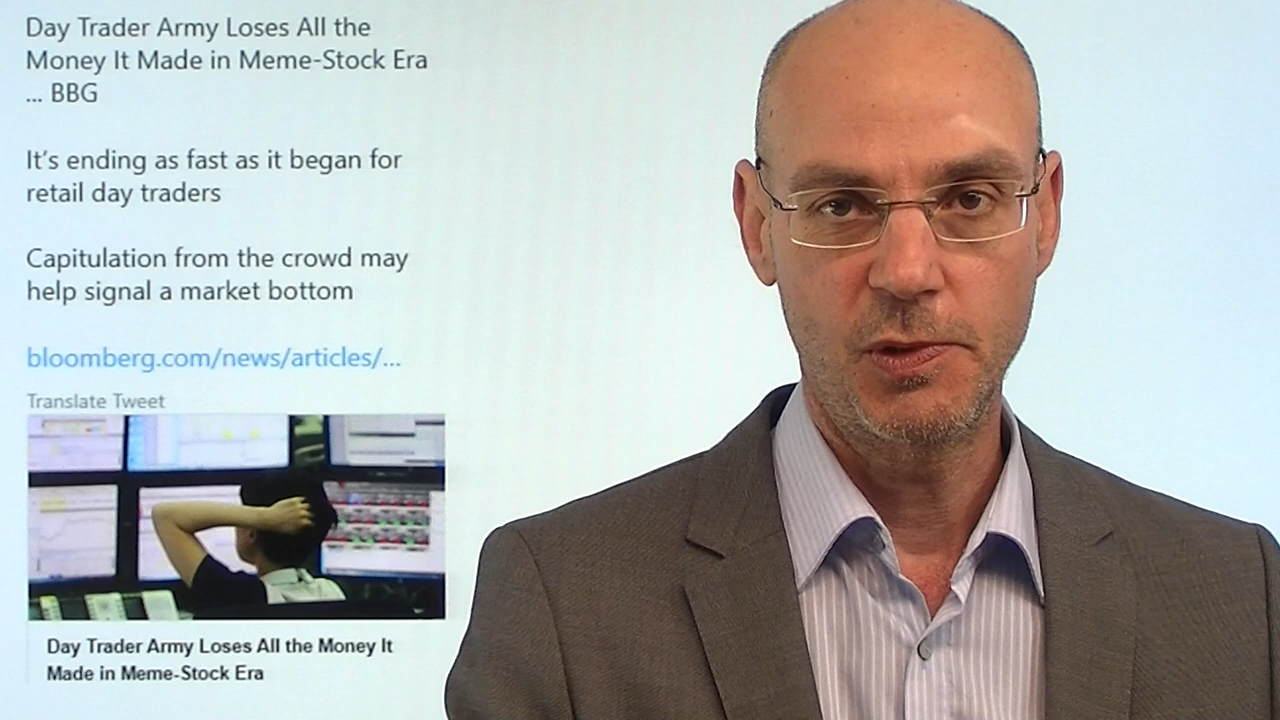 Day Trader Army Loses All the
Money It Made in Meme-Stock Era
... BBG
It’s ending as fast as it began for
retail day traders
Capitulation from the crowd may
help signal a market bottom
bloomberg.com/news/articles/...
Translate Tweet
Day Trader Army Loses All the Money It
Made in Meme-Stock Era